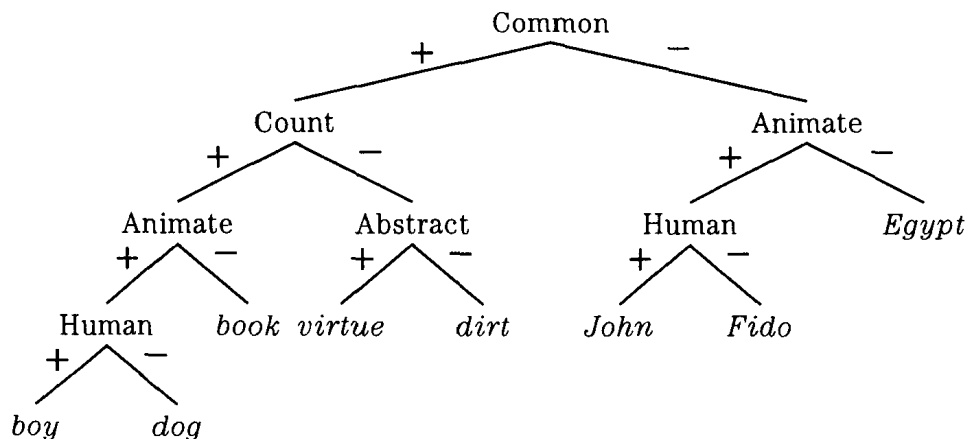 Common
+ −
Count Animate
+ − + −
Animate Abstract Human Egypt
+ − + − + −
Human book virtue dirt John Fido
+ −
boy dog